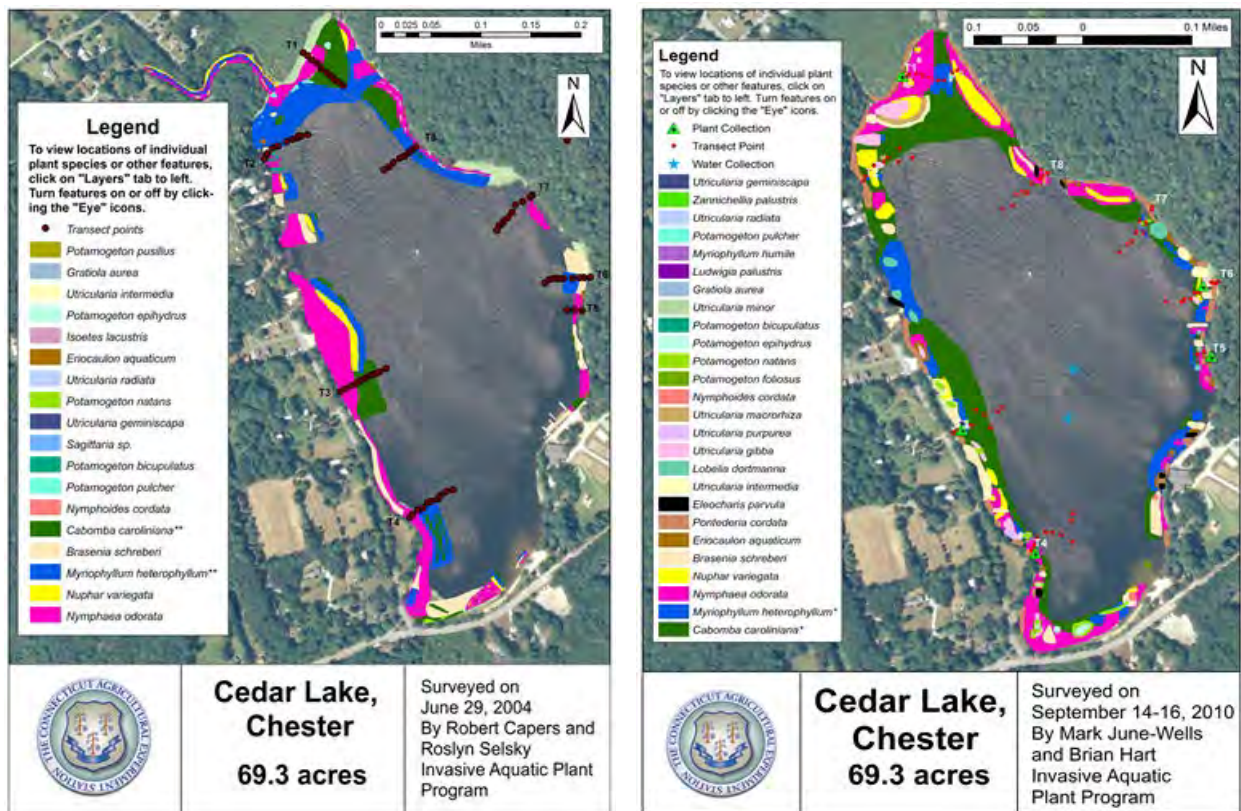 0 0.025 0.05 0.1 0.15 0.2
Miles
N
Legend
To view locations of individual
plant species or other features,
click on "Layers" tab to left.
Turn features on or off by click-
ing the "Eye" icons.
Transect points
Potamogeton pusillus
Gratiola aurea
Utricularia intermedia
Potamogeton epihydrus
Isoetes lacustris
Eriocaulon aquaticum
Utricularia radiata
Potamogeton natans
Utricularia geminiscapa
Sagittaria sp.
Potamogeton bicupulatus
Potamogeton pulcher
Nymphoides cordata
Cabomba caroliniana**
Brasenia schreberi
Myriophyllum heterophyllum**
Nuphar variegata
Nymphaea odorata
T1
T2
T7
T6
T3
T4
THE CONNECTICUT AGRICULTURAL EXPERIMENT STATION
Cedar Lake,
Chester
69.3 acres
Surveyed on
June 29, 2004
By Robert Capers and
Roslyn Selsky
Invasive Aquatic Plant
Program
0.1 0.05 0 0.1 Miles
N
Legend
To view locations of individual plant
species or other features, click on
"Layers" tab to left. Turn features on
or off by clicking the "Eye" icons.
Plant Collection
Transect Point
Water Collection
Utricularia geminiscapa
Zannichellia palustris
Utricularia radiata
Potamogeton pulcher
Myriophyllum humile
Ludwigia palustris
Gratiola aurea
Utricularia minor
Potamogeton bicupulatus
Potamogeton epihydrus
Potamogeton natans
Potamogeton foliosus
Nymphoides cordata
Utricularia macrorhiza
Utricularia purpurea
Utricularia gibba
Lobelia dortmanna
Utricularia intermedia
Eleocharis parvula
Pontederia cordata
Eriocaulon aquaticum
Brasenia schreberi
Nuphar variegata
Nymphaea odorata
Myriophyllum heterophyllum*
Cabomba caroliniana*
T8
T7
T6
T5
T4
THE CONNECTICUT AGRICULTURAL EXPERIMENT STATION
Cedar Lake,
Chester
69.3 acres
Surveyed on
September 14-16, 2010
By Mark June-Wells
and Brian Hart
Invasive Aquatic
Plant Program